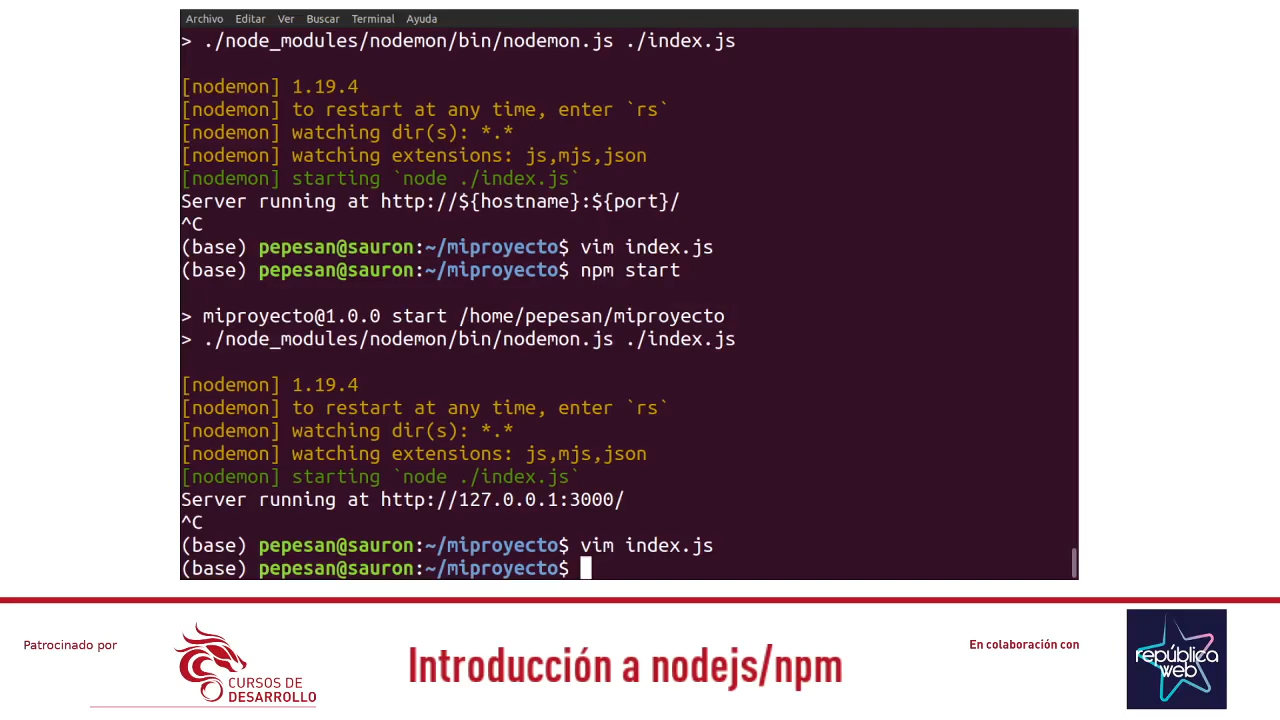 Archivo Editar Ver Buscar Terminal Ayuda
> ./node_modules/nodemon/bin/nodemon.js ./index.js
[nodemon] 1.19.4
[nodemon] to restart at any time, enter `rs`
[nodemon] watching dir(s): *.*
[nodemon] watching extensions: js,mjs,json
[nodemon] starting `node ./index.js`
Server running at http://${hostname}:${port}/
^C
(base) pepesan@sauron:~/miproyecto$ vim index.js
(base) pepesan@sauron:~/miproyecto$ npm start
> miproyecto@1.0.0 start /home/pepesan/miproyecto
> ./node_modules/nodemon/bin/nodemon.js ./index.js
[nodemon] 1.19.4
[nodemon] to restart at any time, enter `rs`
[nodemon] watching dir(s): *.*
[nodemon] watching extensions: js,mjs,json
[nodemon] starting `node ./index.js`
Server running at http://127.0.0.1:3000/
^C
(base) pepesan@sauron:~/miproyecto$ vim index.js
(base) pepesan@sauron:~/miproyecto$
Patrocinado por
CURSOS DE
DESARROLLO
Introducción a nodejs/npm
En colaboración con
república
web